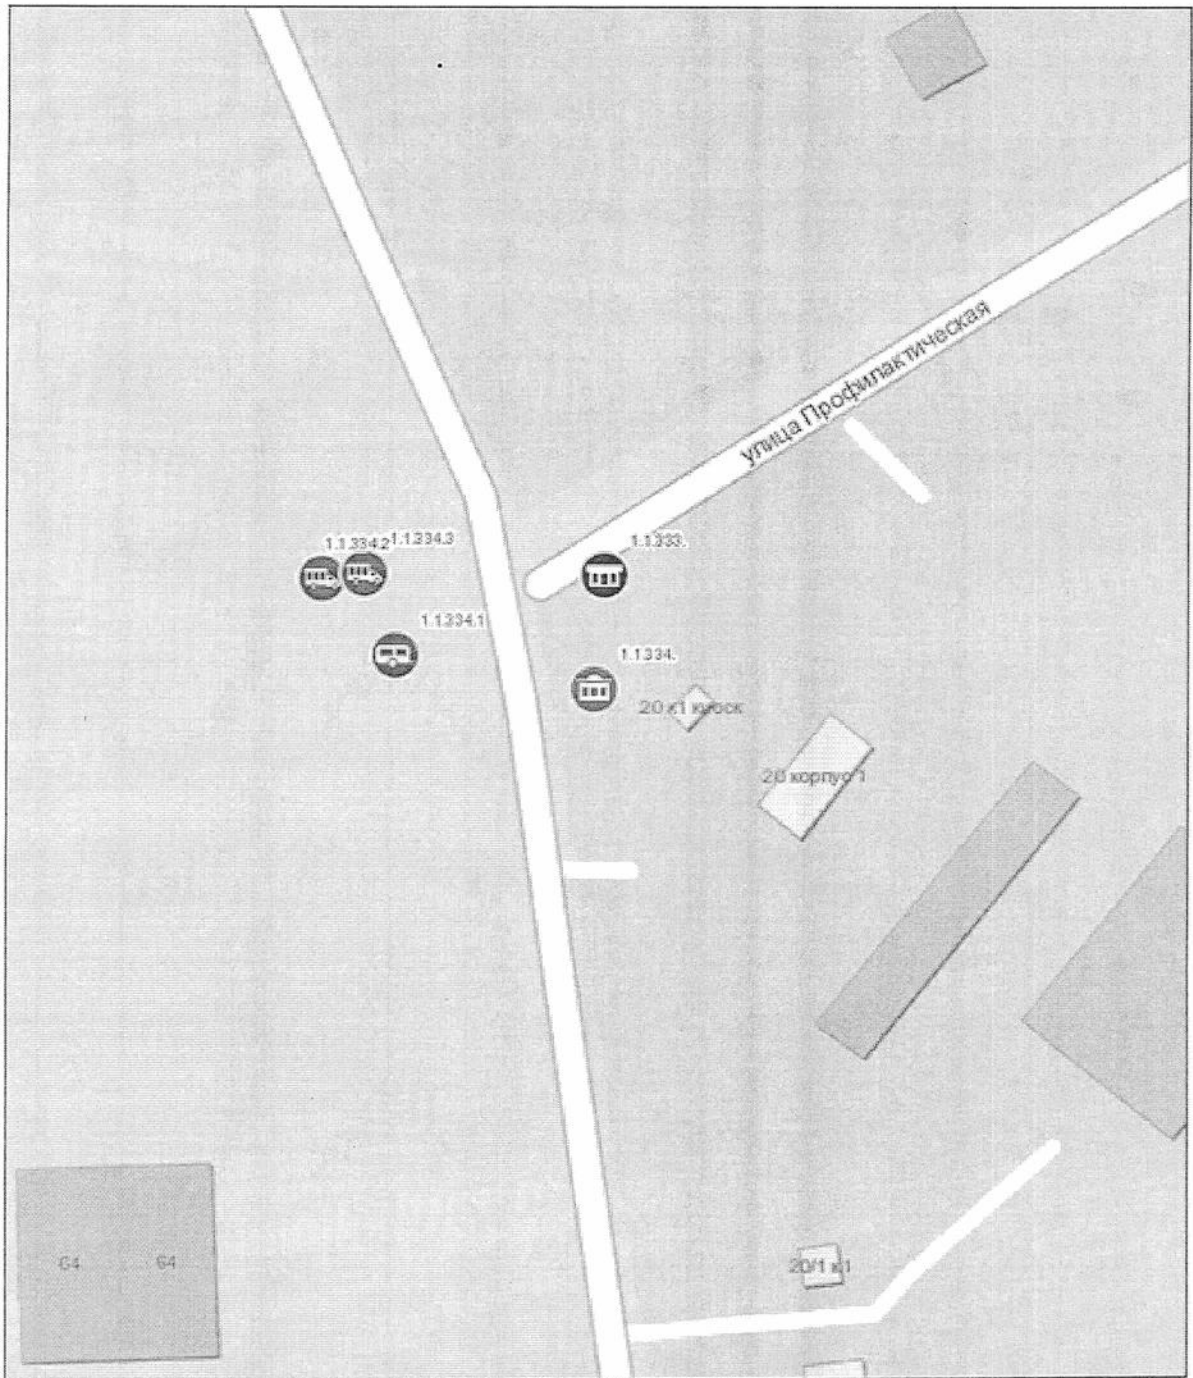 улица Профилактическая
1.1.334.2
1.1.334.3
1.1.333.
1.1.334.1
1.1.334.
20 к1 киоск
20 корпус 1
64
64
20/1 к1